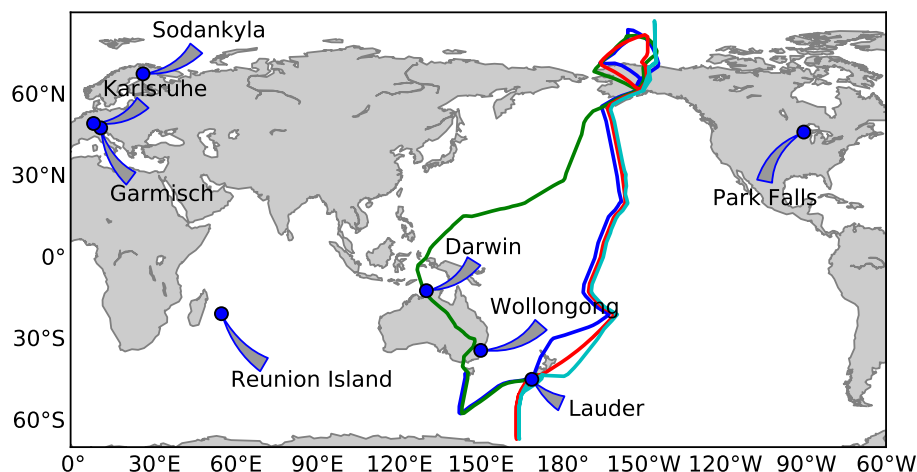 Sodankyla
60°N
Karlsruhe
30°N
Garmisch
Park Falls
0°
Darwin
30°S
Wollongong
Reunion Island
Lauder
60°S
0° 30°E 60°E 90°E 120°E 150°E 180° 150°W 120°W 90°W 60°W